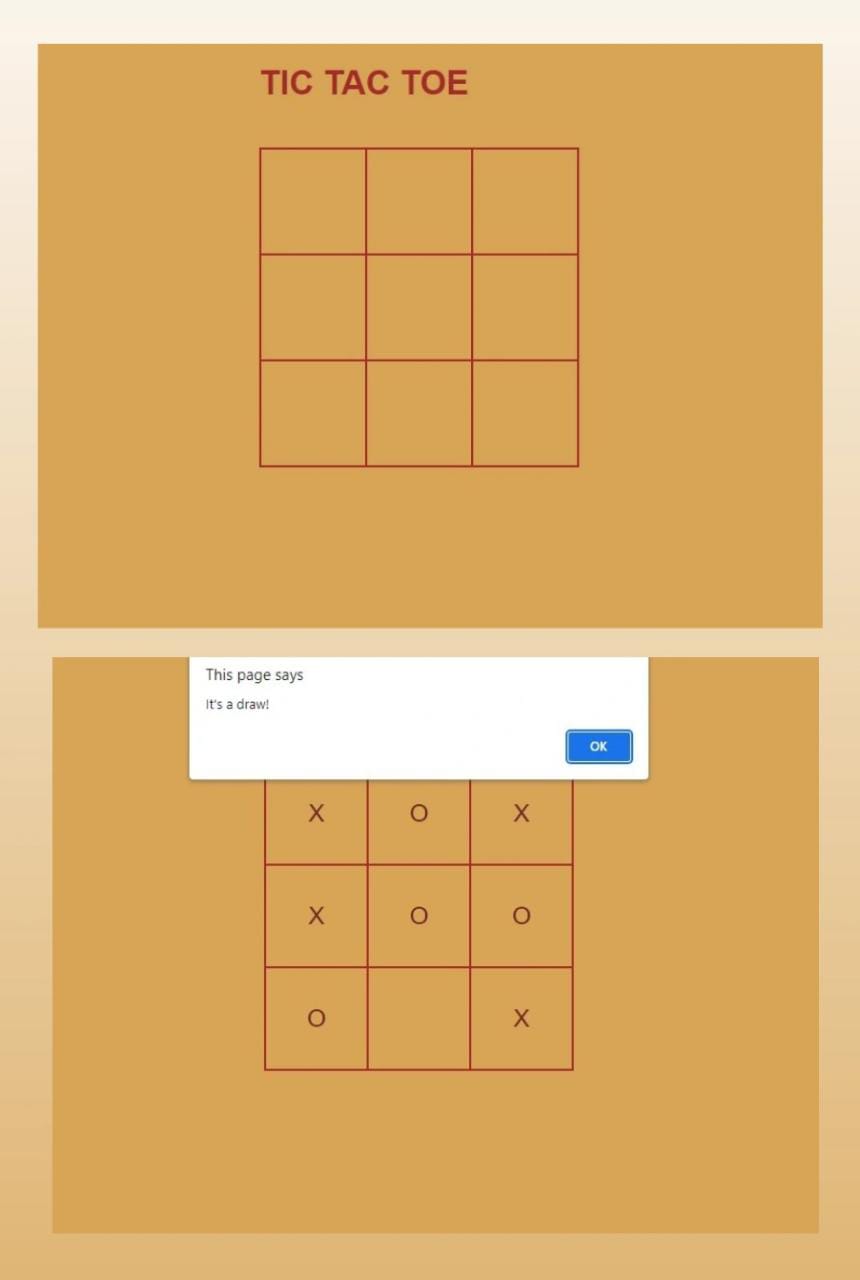 TIC TAC TOE
This page says
It's a draw!
OK
X O X
X O O
O X